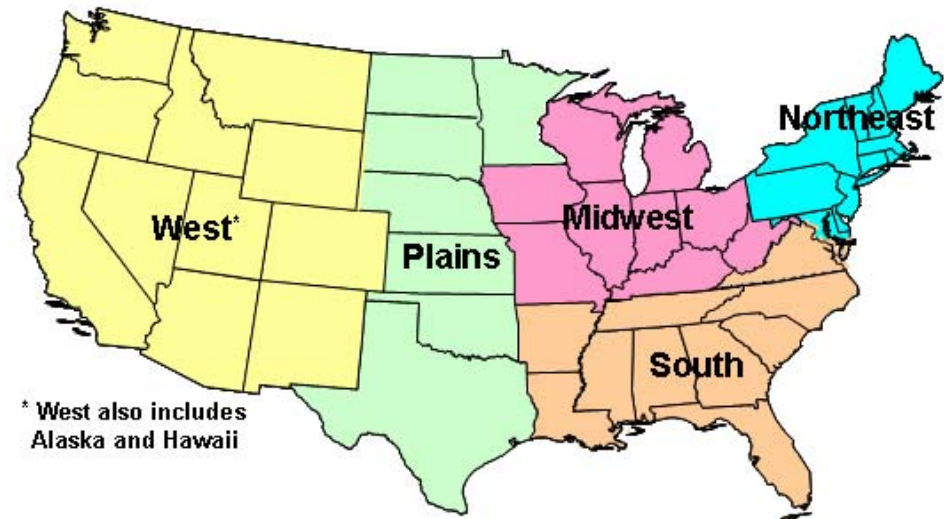 Northeast
West*
Midwest
Plains
South
* West also includes
Alaska and Hawaii